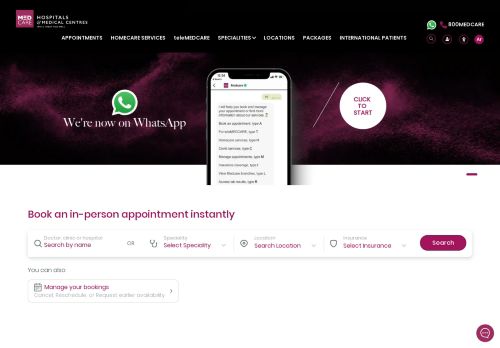 MED CARE
HOSPITALS
& MEDICAL CENTRES
800MEDCARE
APPOINTMENTS HOMECARE SERVICES teleMEDCARE SPECIALITIES LOCATIONS PACKAGES INTERNATIONAL PATIENTS
Ar
We're now on WhatsApp
Medcare
Hi
I will help you book and manage
your appointment or find more
information about our services.
Book an appointment, type A
For teleMEDCARE, type T
Homecare services, type H
Covid services, type C
Manage appointments, type M
Insurance coverage, type I
View Medcare branches, type L
Access lab results, type R
CLICK
TO
START
Book an in-person appointment instantly
Doctor, clinic or hospital
Search by name
OR
Speciality
Select Speciality
Location
Search Location
Insurance
Select Insurance
Search
You can also
Manage your bookings
Cancel, Reschedule, or Request earlier availability